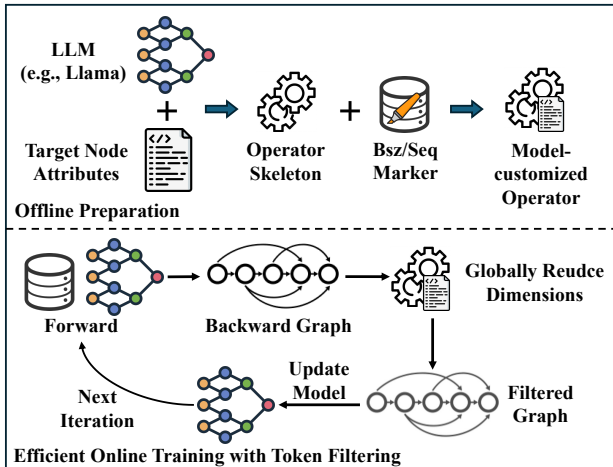 LLM
(e.g., Llama)
Target Node
Attributes
Operator
Skeleton
Bsz/Seq
Marker
Model-
customized
Operator
Offline Preparation
Forward
Backward Graph
Globally Reudce
Dimensions
Next
Iteration
Update
Model
Filtered
Graph
Efficient Online Training with Token Filtering